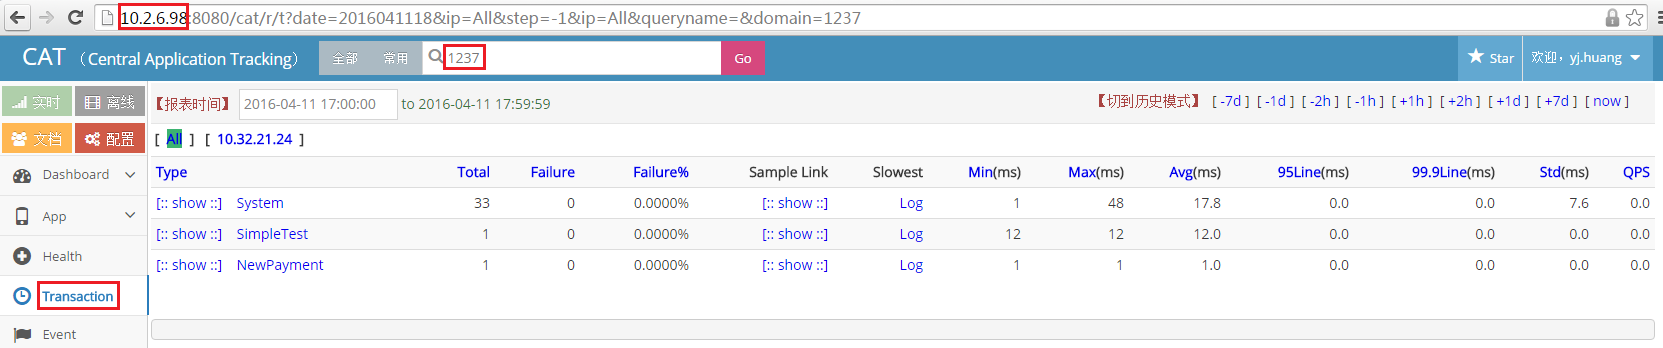 10.2.6.98:8080/cat/r/t?date=2016041118&ip=All&step=-1&ip=All&queryname=&domain=1237
CAT (Central Application Tracking) 全部 常用 1237 Go Star 欢迎，yj.huang
实时 离线 【报表时间】 2016-04-11 17:00:00 to 2016-04-11 17:59:59 【切到历史模式】 [ -7d ] [ -1d ] [ -2h ] [ -1h ] [ +1h ] [ +2h ] [ +1d ] [ +7d ] [ now ]
文档 配置 [ All ] [ 10.32.21.24 ]
Dashboard
App
Health
Transaction
Event
Type Total Failure Failure% Sample Link Slowest Min(ms) Max(ms) Avg(ms) 95Line(ms) 99.9Line(ms) Std(ms) QPS
[:: show ::] System 33 0 0.0000% [:: show ::] Log 1 48 17.8 0.0 0.0 7.6 0.0
[:: show ::] SimpleTest 1 0 0.0000% [:: show ::] Log 12 12 12.0 0.0 0.0 0.0 0.0
[:: show ::] NewPayment 1 0 0.0000% [:: show ::] Log 1 1 1.0 0.0 0.0 0.0 0.0